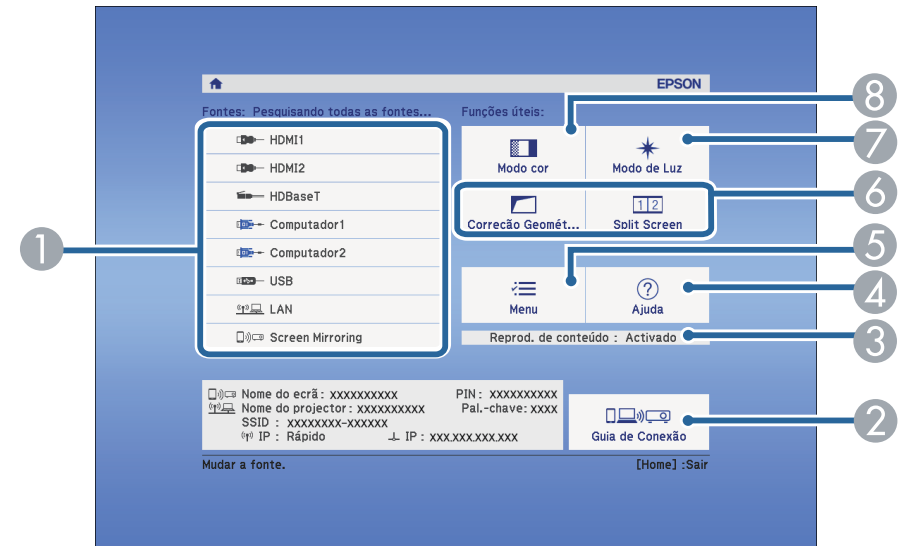 EPSON
Fontes: Pesquisando todas as fontes...
HDMI1
HDMI2
HDBaseT
Computador1
Computador2
USB
LAN
Screen Mirroring
Funções úteis:
Modo cor
Modo de Luz
Correcão Geomét...
Split Screen
1 2
Menu
Ajuda
Reprod. de conteúdo : Activado
Nome do ecrã : xxxxxxxxxx
PIN : xxxxxxxxxx
Nome do projector : xxxxxxxxxx
Pal.-chave: xxxx
SSID : xxxxxxxx-xxxxxx
IP : Rápido
IP : xxx.xxx.xxx.xxx
Guia de Conexão
Mudar a fonte.
[Home] :Sair
1
8
7
6
5
4
3
2